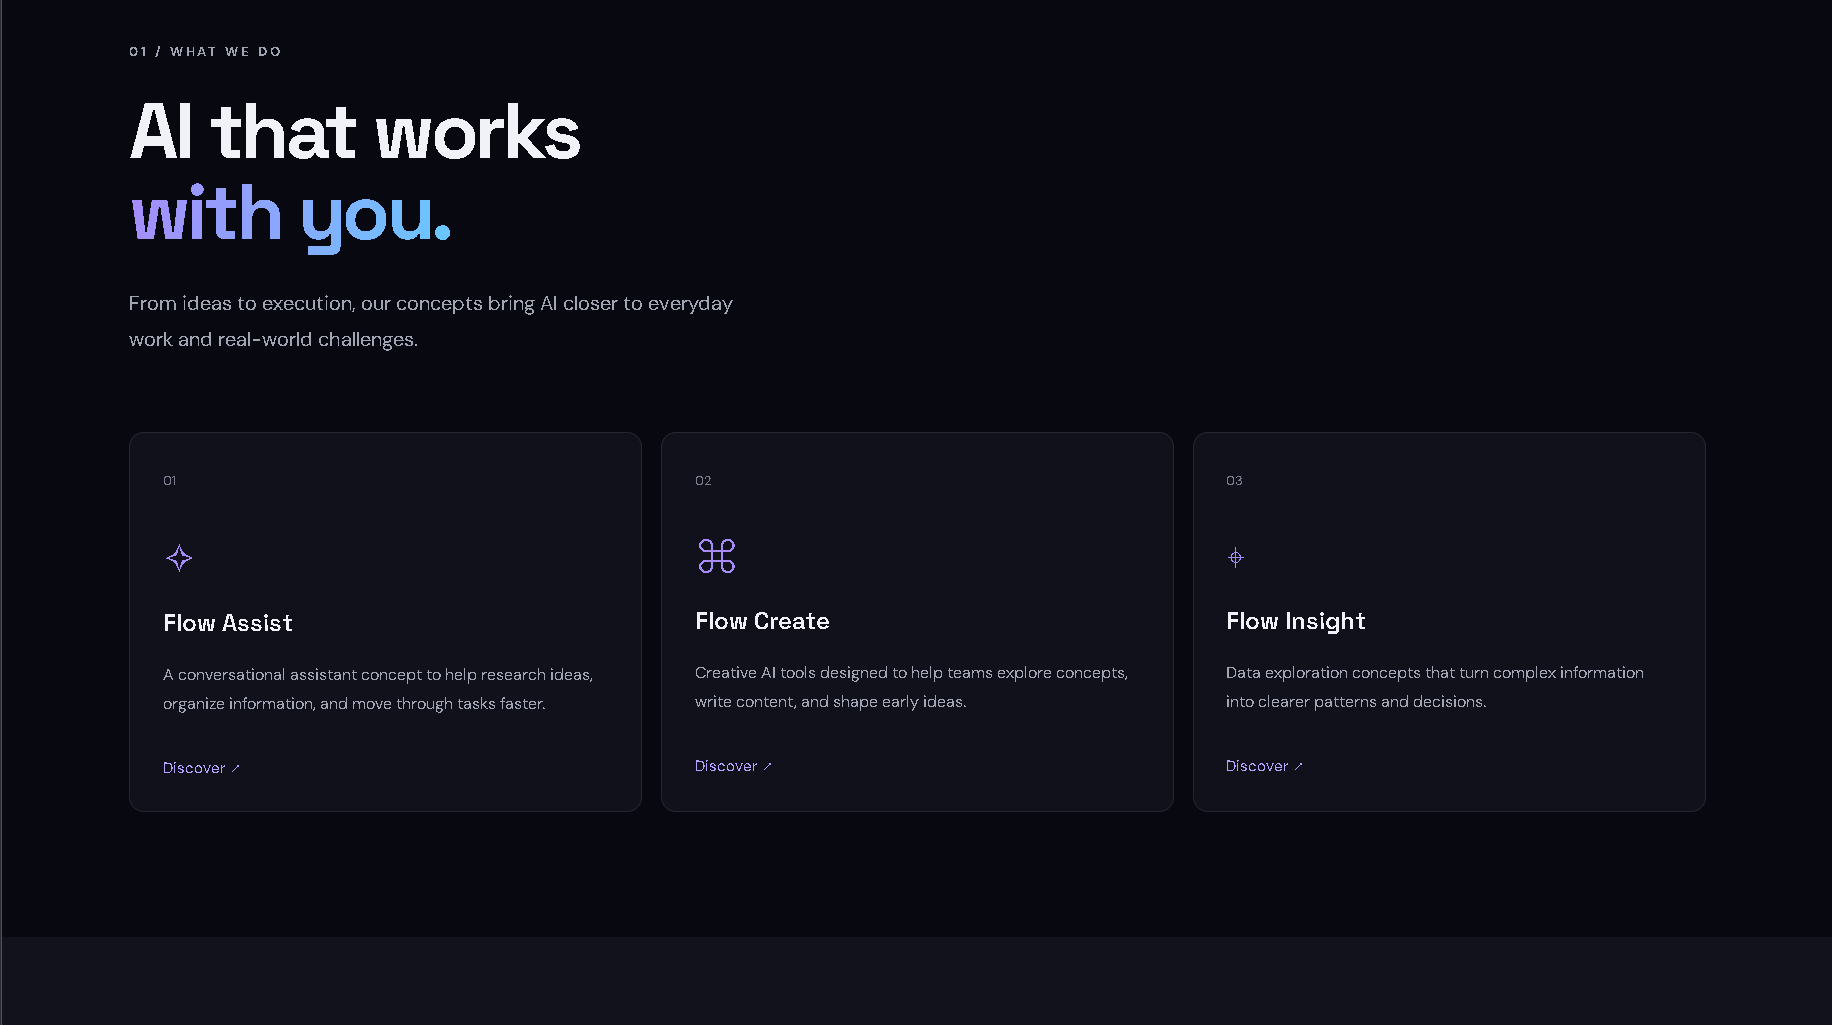 01 / WHAT WE DO
AI that works
with you.
From ideas to execution, our concepts bring AI closer to everyday
work and real-world challenges.
01
Flow Assist
A conversational assistant concept to help research ideas,
organize information, and move through tasks faster.
Discover ↗
02
Flow Create
Creative AI tools designed to help teams explore concepts,
write content, and shape early ideas.
Discover ↗
03
Flow Insight
Data exploration concepts that turn complex information
into clearer patterns and decisions.
Discover ↗